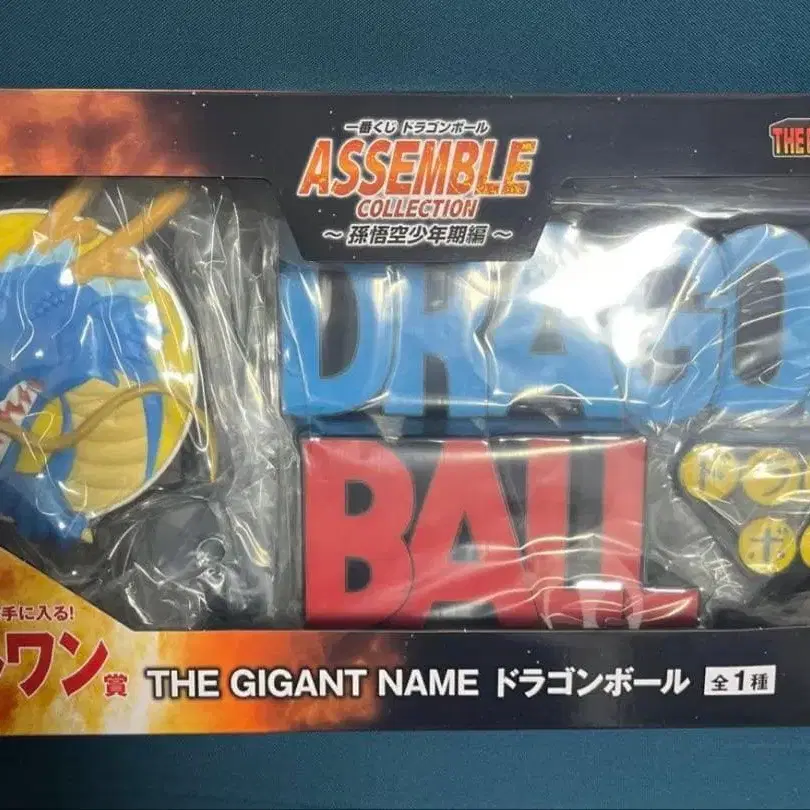 一番くじ ドラゴンボール
ASSEMBLE
COLLECTION
～孫悟空少年期編～
THE
DRAGO
BALL
ド
ボ
手に入る!
ワン賞
THE GIGANT NAME ドラゴンボール 全1種